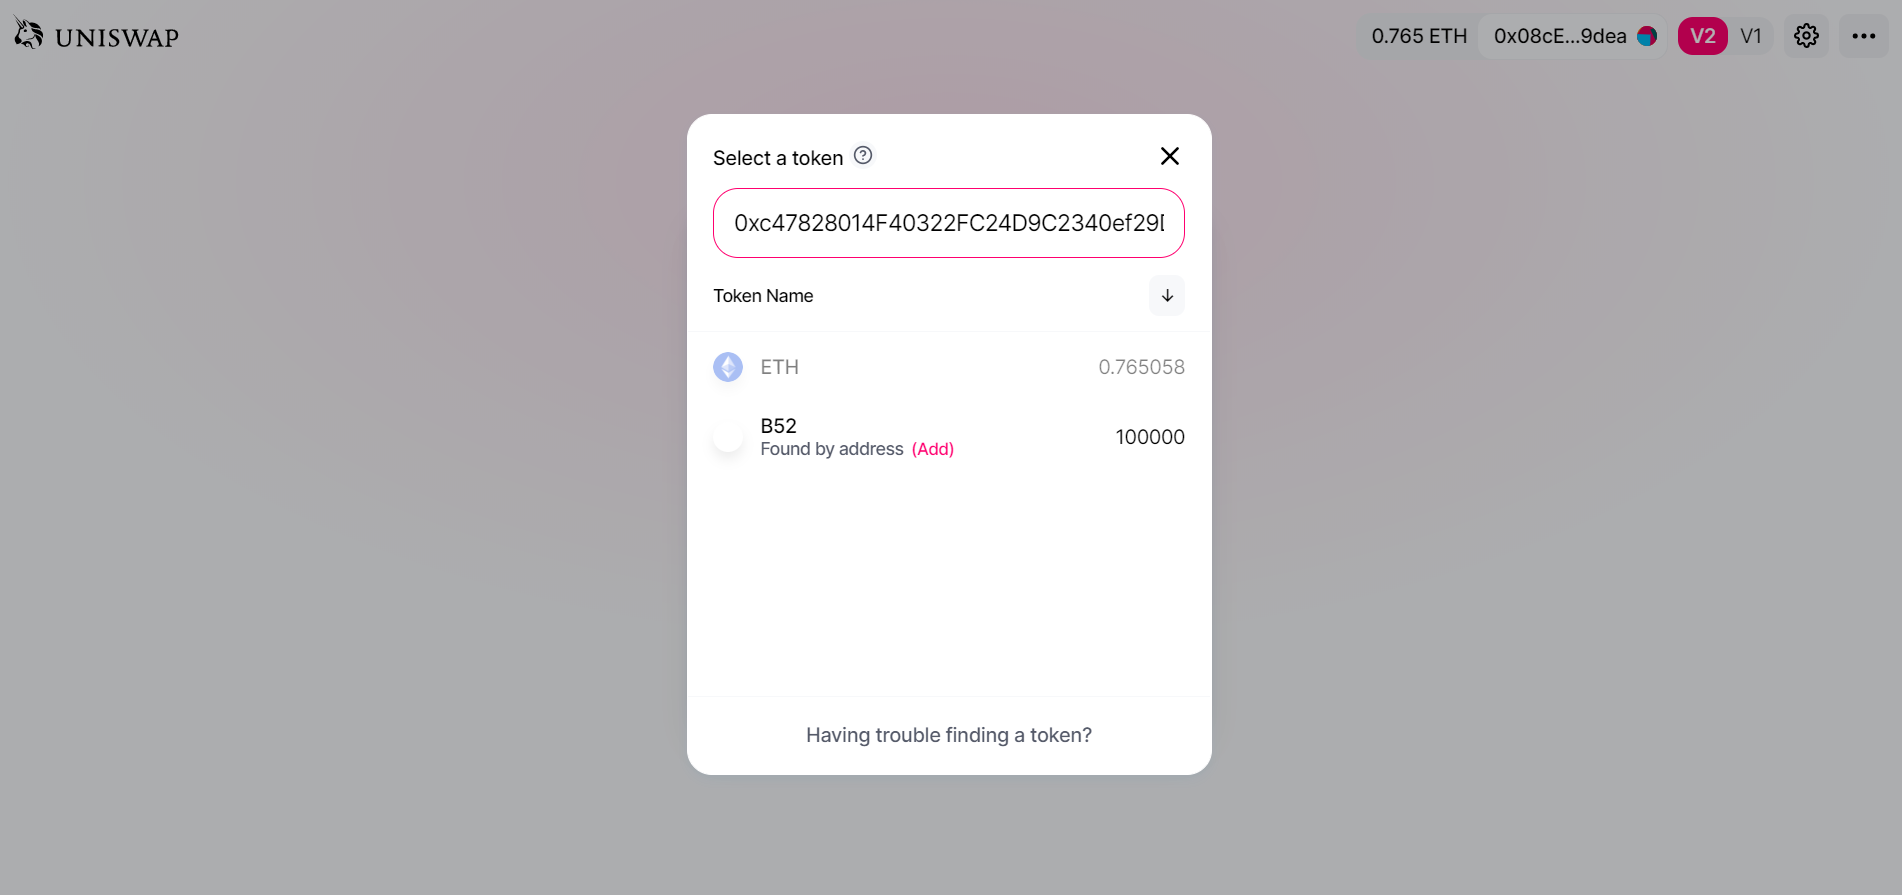 UNISWAP
0.765 ETH 0x08cE...9dea V2 V1
Select a token
0xc47828014F40322FC24D9C2340ef29
Token Name
ETH 0.765058
B52
Found by address (Add) 100000
Having trouble finding a token?